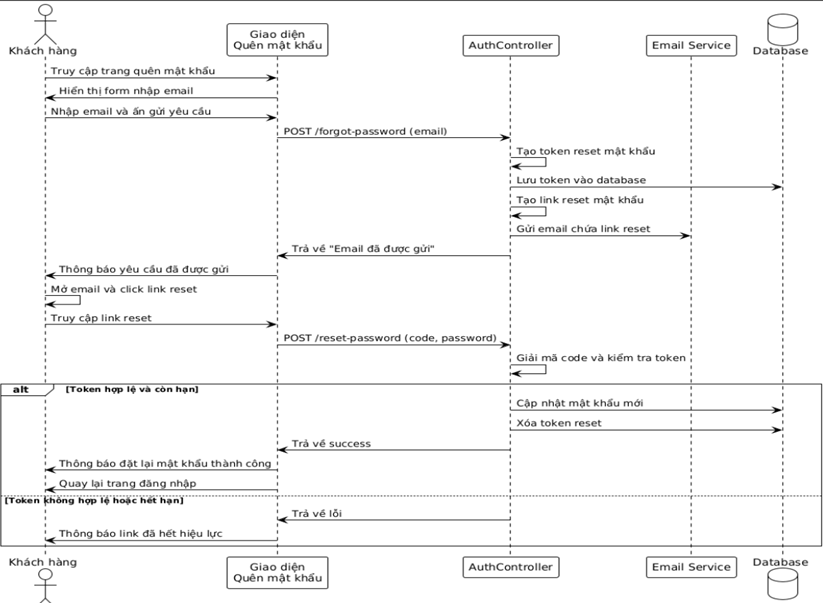 Khách hàng
Giao diện
Quên mật khẩu
AuthController
Email Service
Database
Truy cập trang quên mật khẩu
Hiển thị form nhập email
Nhập email và ấn gửi yêu cầu
POST /forgot-password (email)
Tạo token reset mật khẩu
Lưu token vào database
Tạo link reset mật khẩu
Gửi email chứa link reset
Trả về "Email đã được gửi"
Thông báo yêu cầu đã được gửi
Mở email và click link reset
Truy cập link reset
POST /reset-password (code, password)
Giải mã code và kiểm tra token
alt [Token hợp lệ và còn hạn]
Cập nhật mật khẩu mới
Xóa token reset
Trả về success
Thông báo đặt lại mật khẩu thành công
Quay lại trang đăng nhập
[Token không hợp lệ hoặc hết hạn]
Trả về lỗi
Thông báo link đã hết hiệu lực
Khách hàng
Giao diện
Quên mật khẩu
AuthController
Email Service
Database